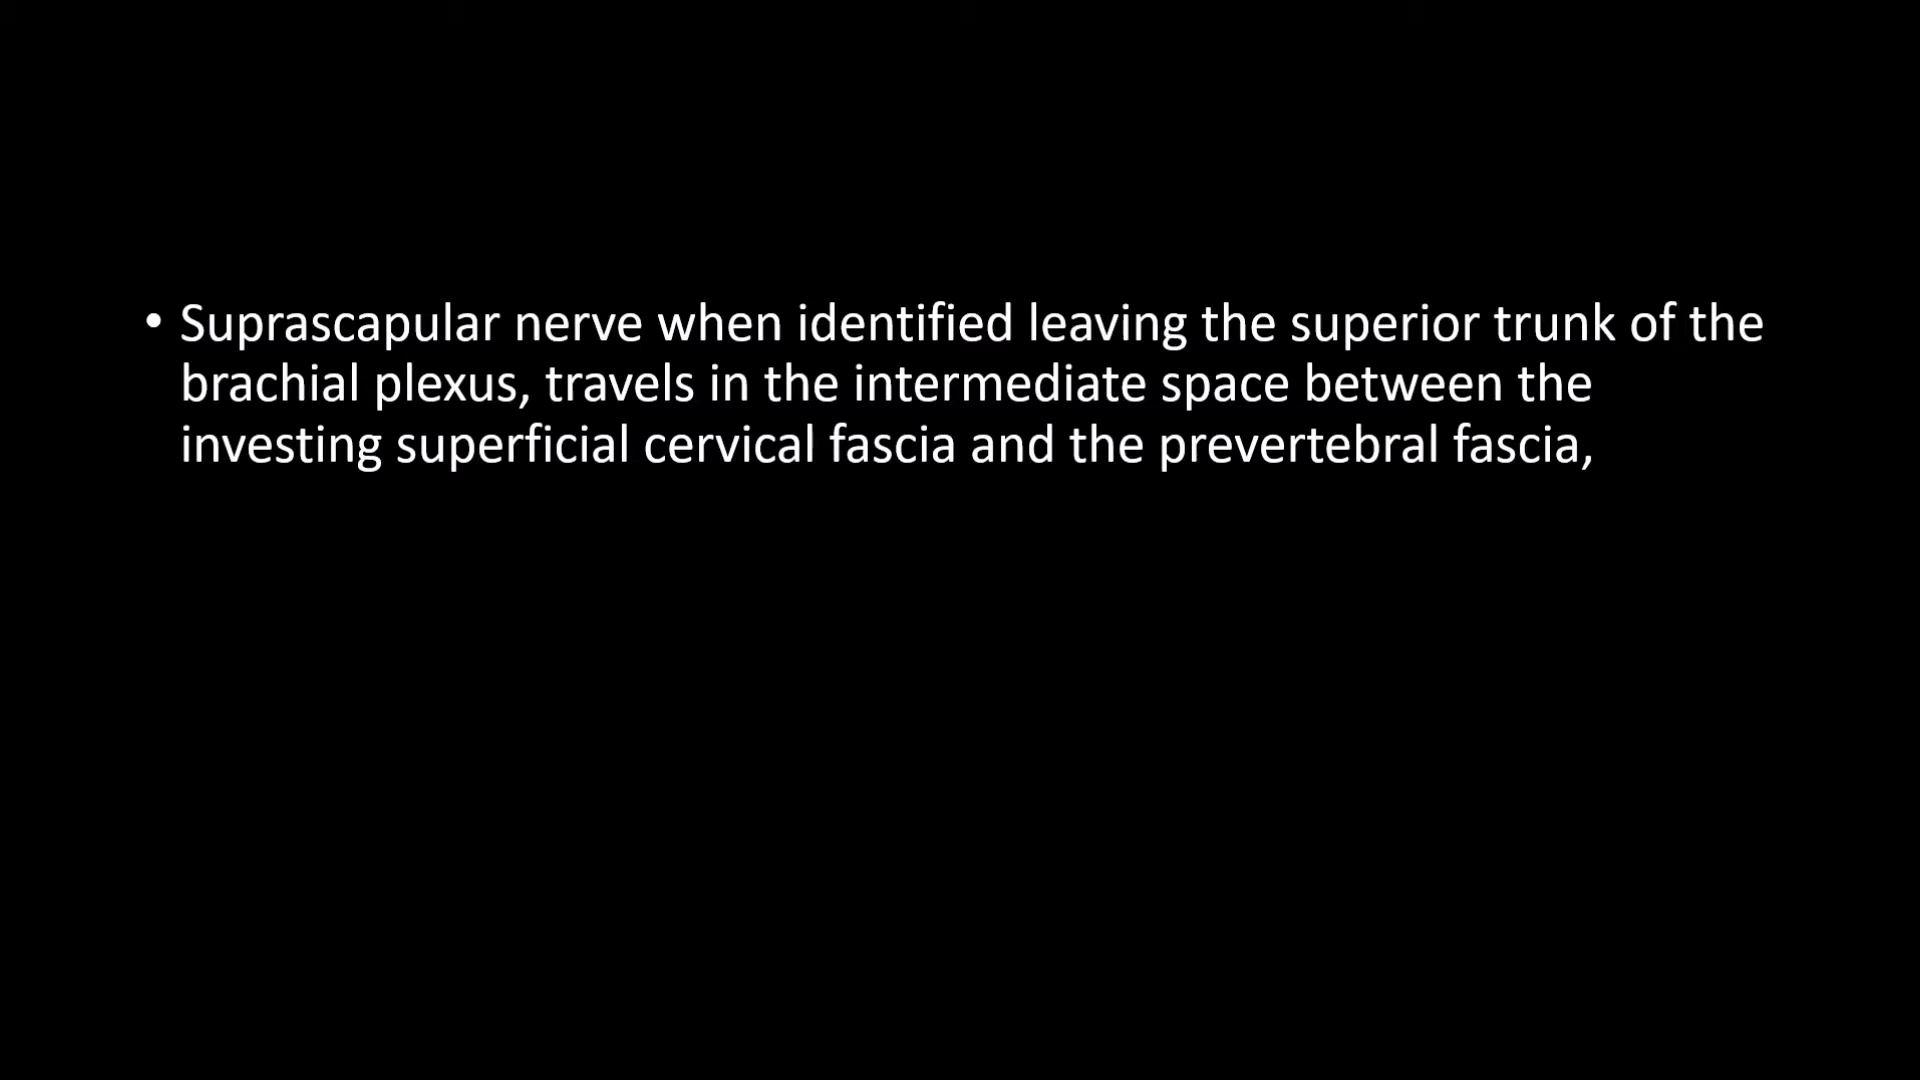 • Suprascapular nerve when identified leaving the superior trunk of the
brachial plexus, travels in the intermediate space between the
investing superficial cervical fascia and the prevertebral fascia,